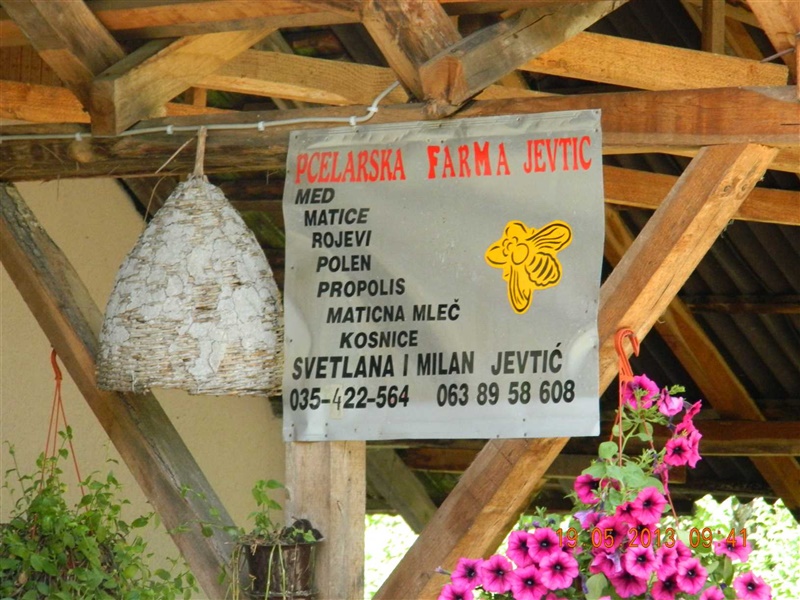 PCELARSKA FARMA JEVTIC
MED
MATICE
ROJEVI
POLEN
PROPOLIS
MATICNA MLEČ
KOSNICE
SVETLANA I MILAN JEVTIĆ
035-422-564 063 89 58 608
19 05 2013 09 41